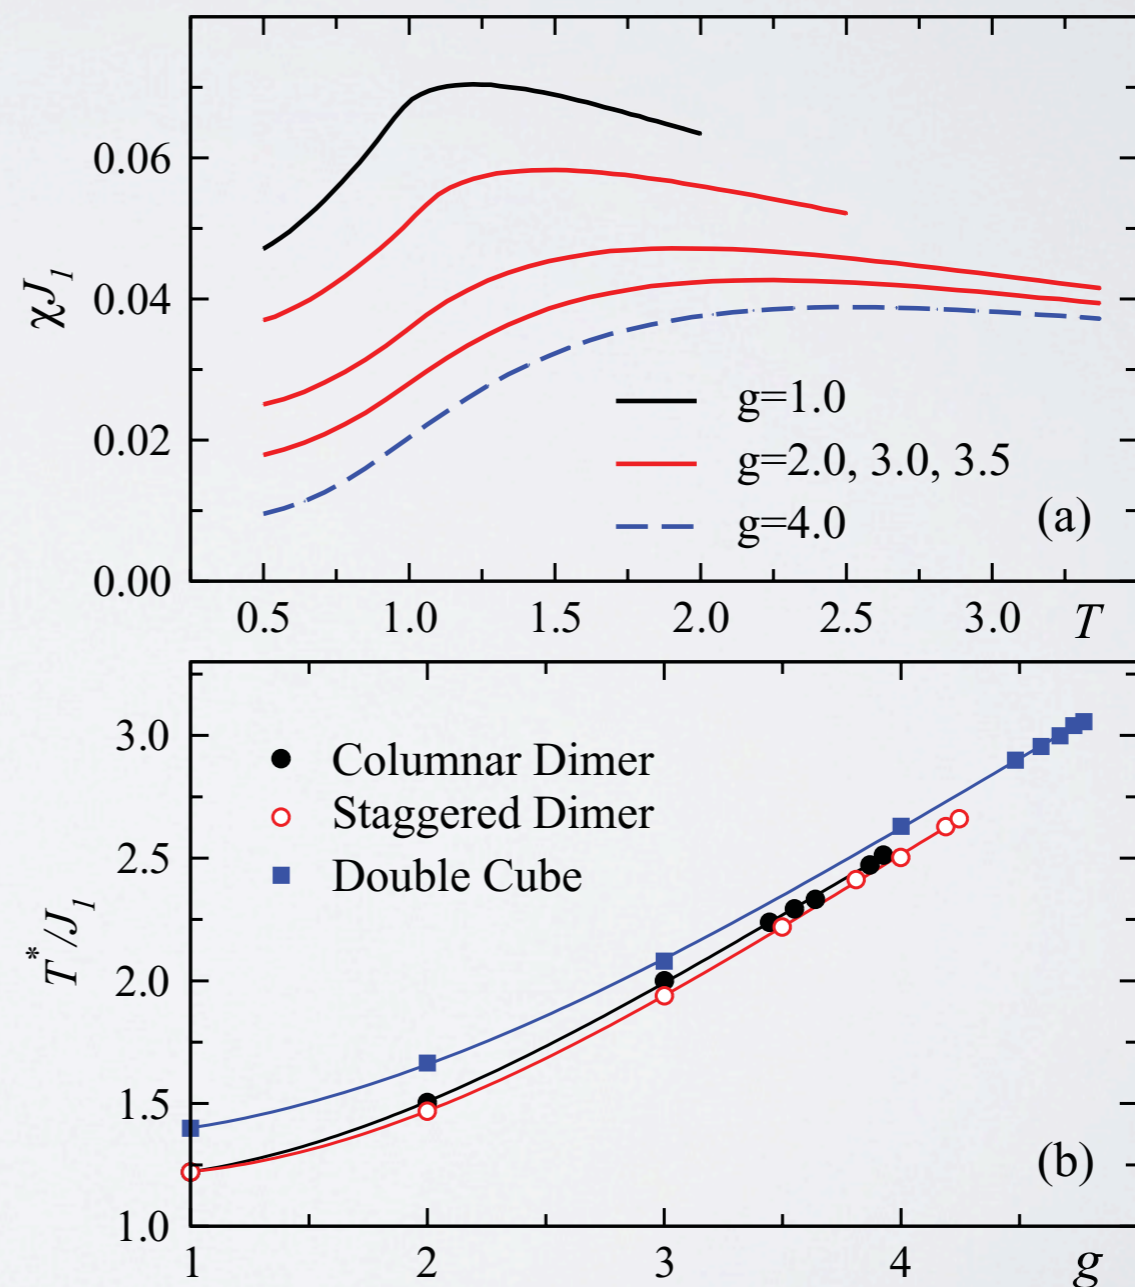 0.06
0.04
0.02
0.00
χJ1
g=1.0
g=2.0, 3.0, 3.5
g=4.0
(a)
0.5 1.0 1.5 2.0 2.5 3.0 T
3.0
2.5
2.0
1.5
1.0
T*/J1
Columnar Dimer
Staggered Dimer
Double Cube
(b)
1 2 3 4 g